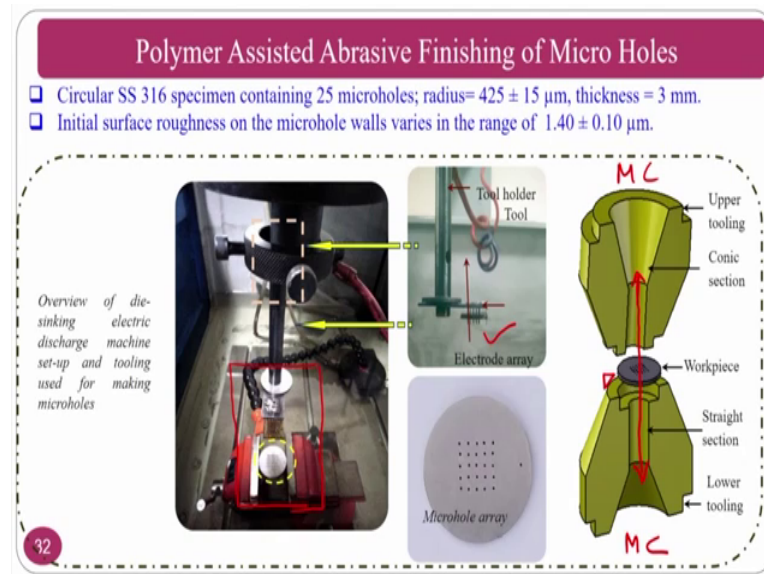 Polymer Assisted Abrasive Finishing of Micro Holes
Circular SS 316 specimen containing 25 microholes; radius= 425 ± 15 µm, thickness = 3 mm.
Initial surface roughness on the microhole walls varies in the range of 1.40 ± 0.10 µm.
Overview of die-
sinking electric
discharge machine
set-up and tooling
used for making
microholes
Tool holder
Tool
Electrode array
Microhole array
MC
Upper
tooling
Conic
section
Workpiece
Straight
section
Lower
tooling
MC
32